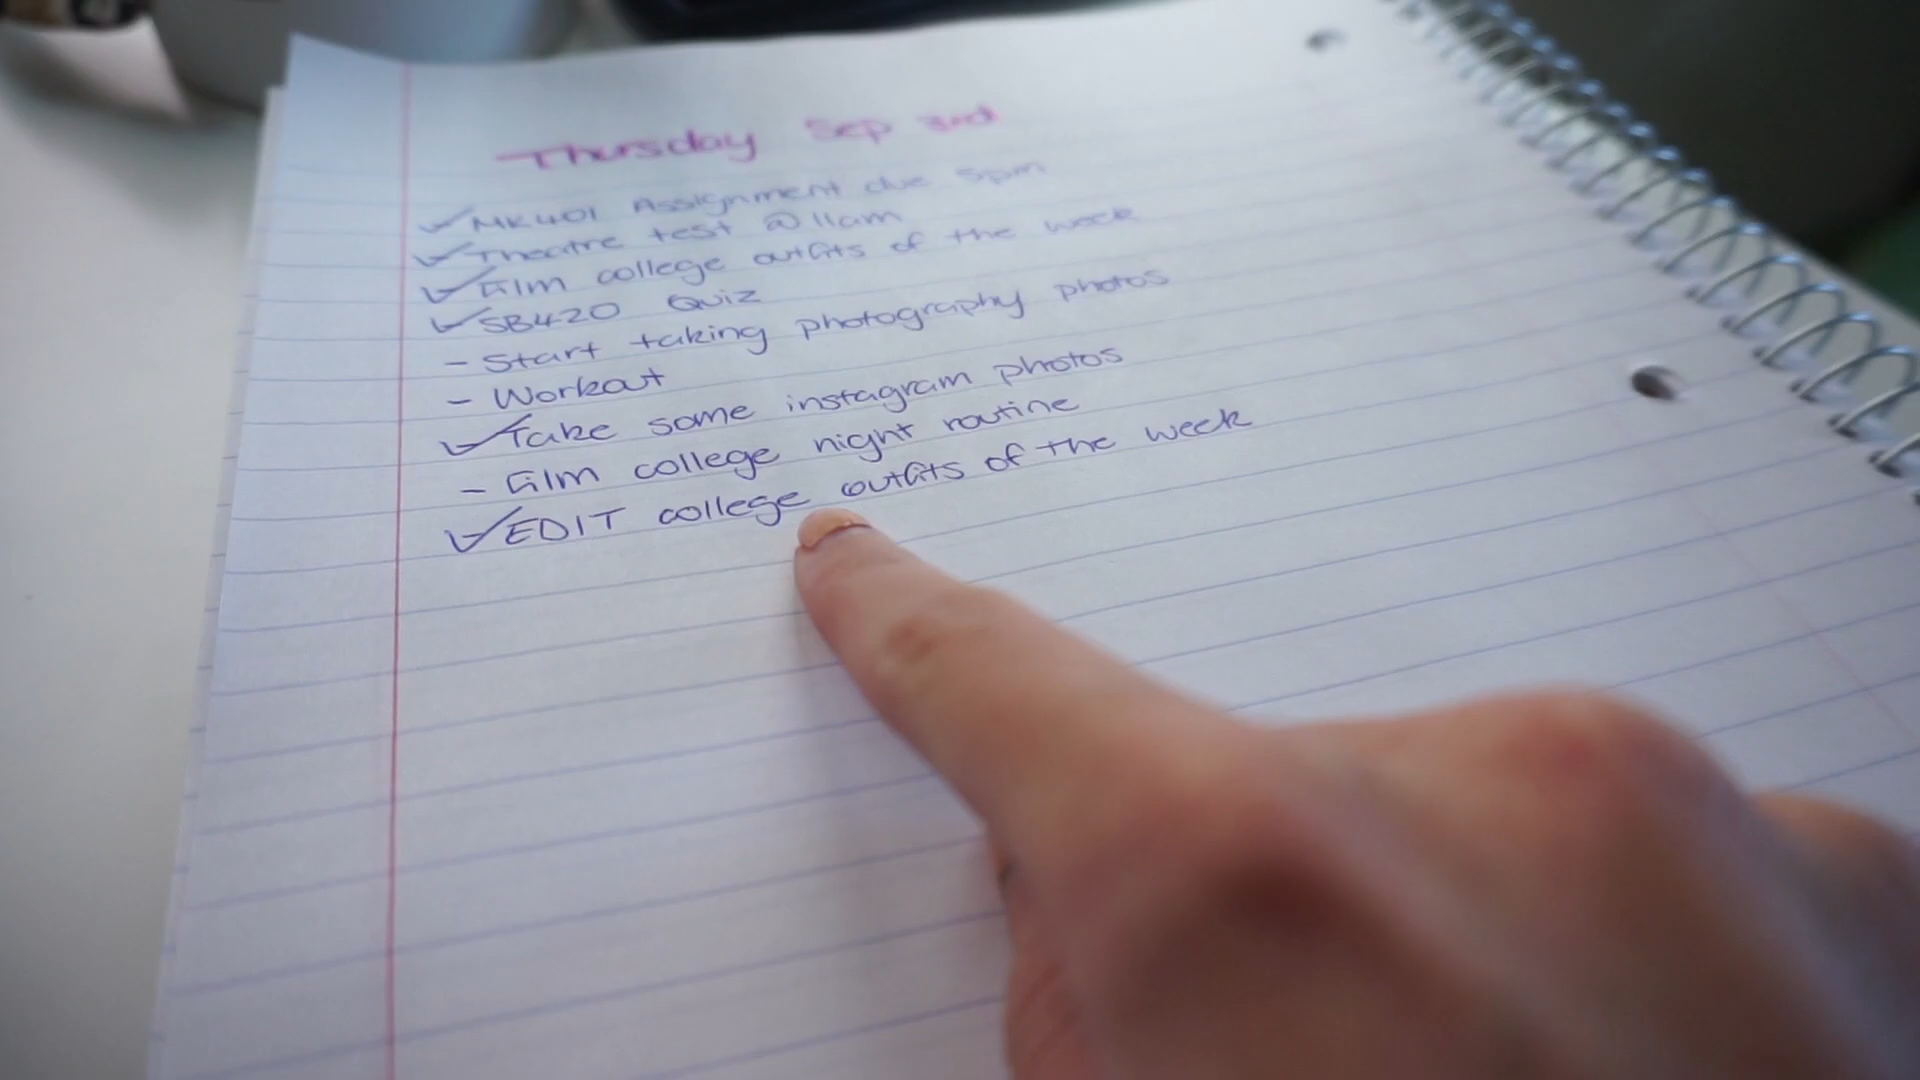 Thursday Sep 3rd
✓ MK401 Assignment due 5pm
✓ Theatre test @ 11am
✓ Film college outfits of the week
✓ SB420 Quiz
- Start taking photography photos
- Workout
✓ Take some instagram photos
- Film college night routine
✓ EDIT college outfits of the week